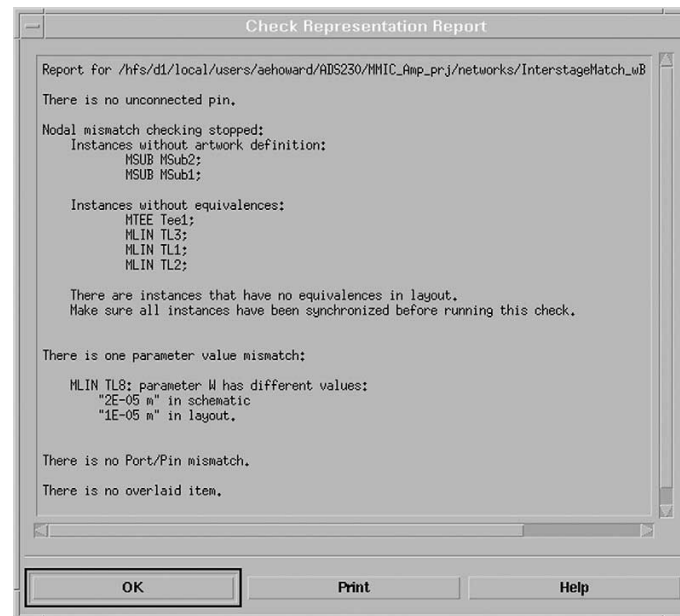 Check Representation Report
Report for /hfs/d1/local/users/aehoward/ADS230/MMIC_Amp_prj/networks/InterstageMatch_wB
There is no unconnected pin.
Nodal mismatch checking stopped:
Instances without artwork definition:
MSUB MSub2;
MSUB MSub1;
Instances without equivalences:
MTEE Tee1;
MLIN TL3;
MLIN TL1;
MLIN TL2;
There are instances that have no equivalences in layout.
Make sure all instances have been synchronized before running this check.
There is one parameter value mismatch:
MLIN TL8: parameter W has different values:
"2E-05 m" in schematic
"1E-05 m" in layout.
There is no Port/Pin mismatch.
There is no overlaid item.
OK Print Help